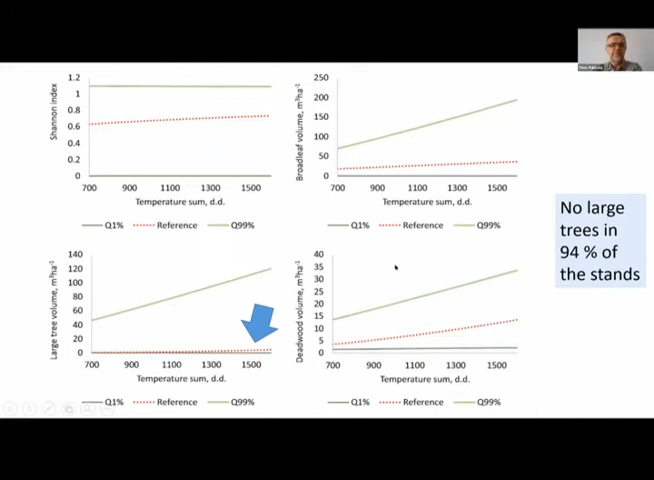 Shannon index
1.2
1
0.8
0.6
0.4
0.2
0
700 900 1100 1300 1500
Temperature sum, d.d.
Q1% Reference Q99%
Broadleaf volume, m³ha⁻¹
250
200
150
100
50
0
700 900 1100 1300 1500
Temperature sum, d.d.
Q1% Reference Q99%
Large tree volume, m³ha⁻¹
140
120
100
80
60
40
20
0
700 900 1100 1300 1500
Temperature sum, d.d.
Q1% Reference Q99%
Deadwood volume, m³ha⁻¹
40
35
30
25
20
15
10
5
0
700 900 1100 1300 1500
Temperature sum, d.d.
Q1% Reference Q99%
No large
trees in
94 % of
the stands